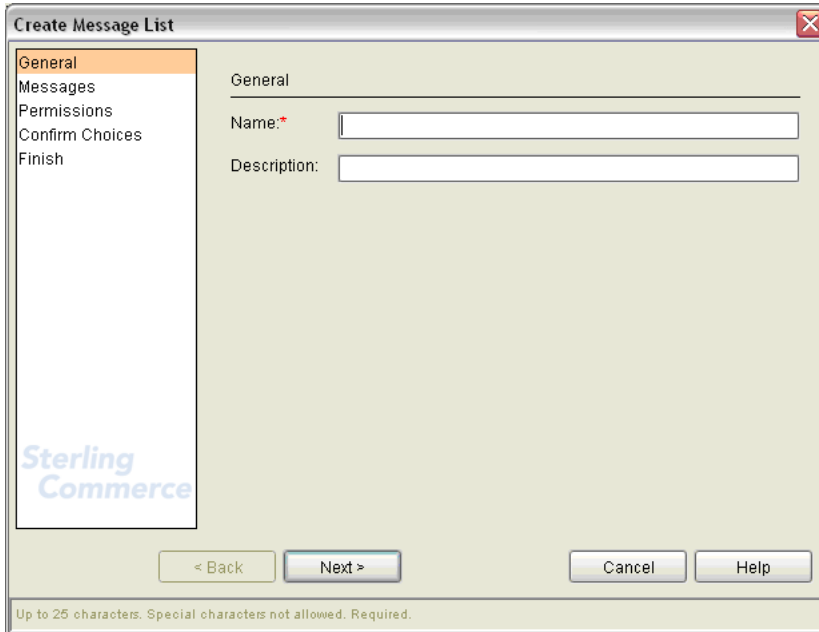 Create Message List
General
Messages
Permissions
Confirm Choices
Finish
Sterling
Commerce
General
Name:*
Description:
< Back
Next >
Cancel
Help
Up to 25 characters. Special characters not allowed. Required.